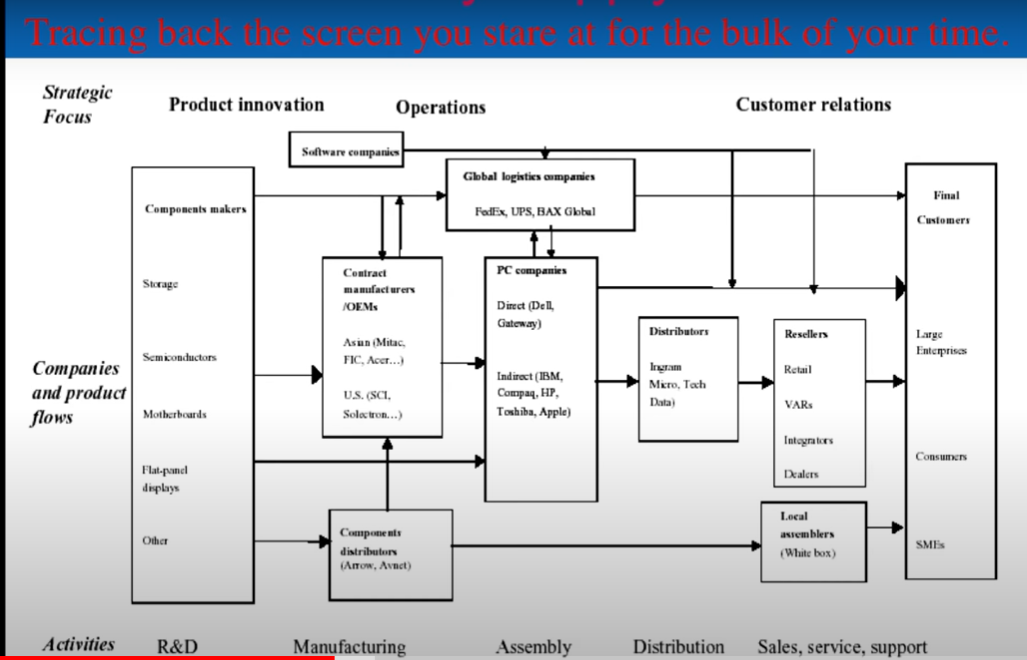 Tracing back the screen you stare at for the bulk of your time.
Strategic
Focus
Product innovation
Operations
Customer relations
Software companies
Global logistics companies
FedEx, UPS, BAX Global
Components makers
Storage
Semiconductors
Motherboards
Flat-panel
displays
Other
Contract
manufacturers
/OEMs
Asian (Mitac,
FIC, Acer...)
U.S. (SCI,
Solectron...)
PC companies
Direct (Dell,
Gateway)
Indirect (IBM,
Compaq, HP,
Toshiba, Apple)
Distributors
Ingram
Micro, Tech
Data)
Resellers
Retail
VARs
Integrators
Dealers
Final
Customers
Large
Enterprises
Consumers
SMEs
Companies
and product
flows
Components
distributors
(Arrow, Avnet)
Local
assemblers
(White box)
Activities
R&D
Manufacturing
Assembly
Distribution
Sales, service, support